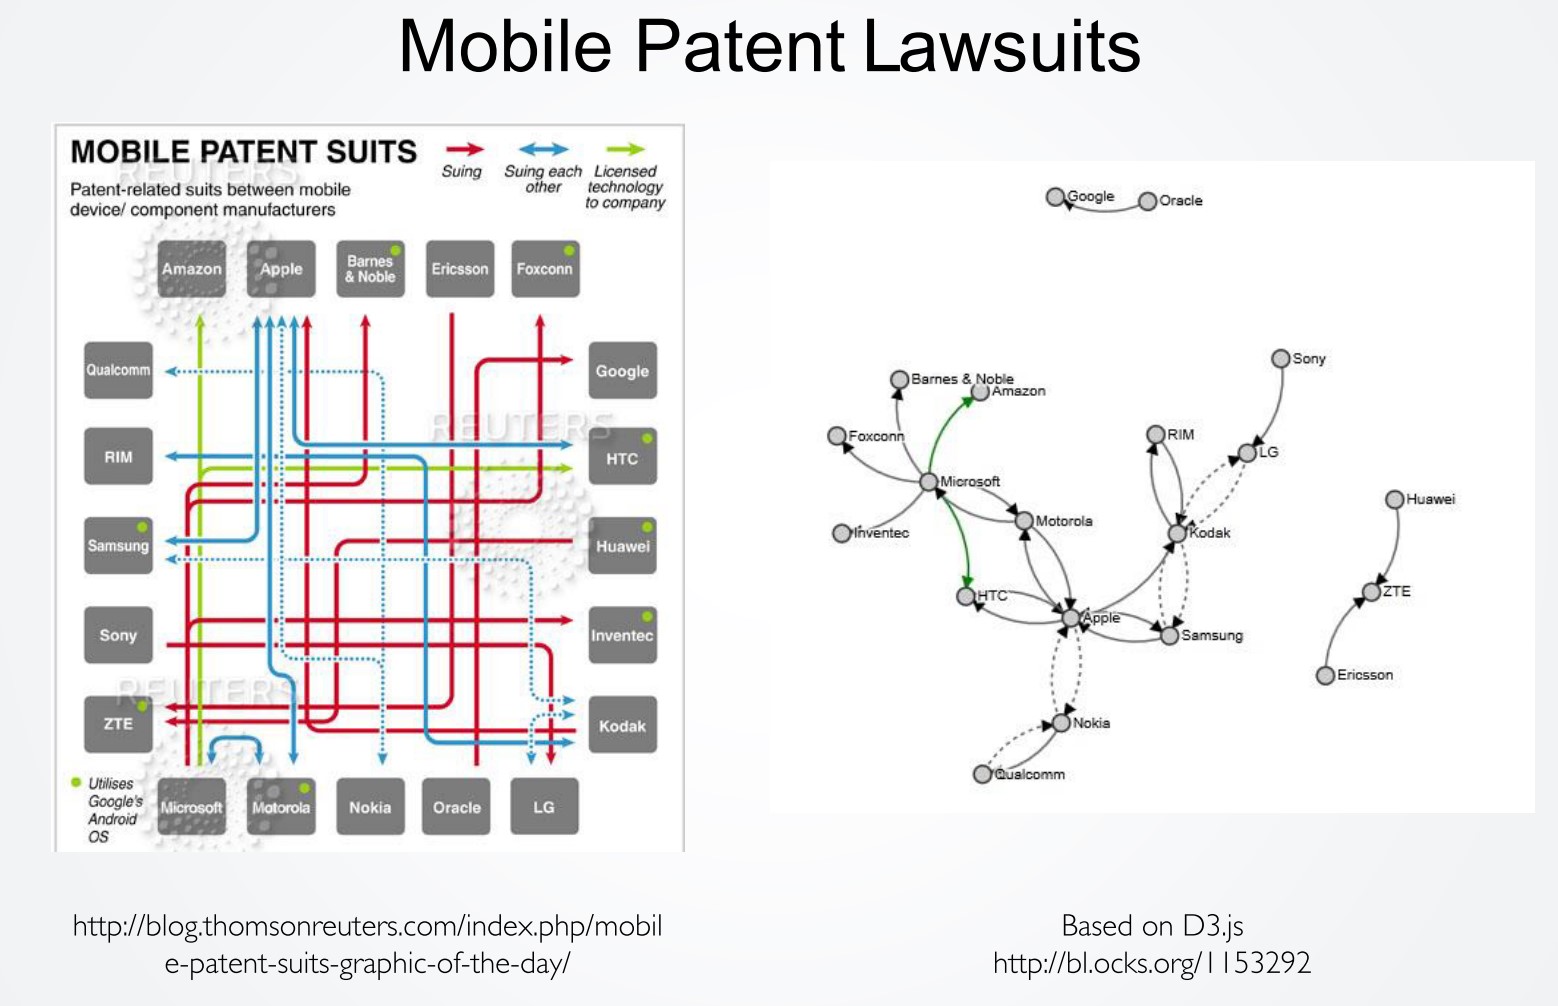 Mobile Patent Lawsuits
MOBILE PATENT SUITS
Patent-related suits between mobile
device/ component manufacturers
Suing
Suing each
other
Licensed
technology
to company
REUTERS
Amazon
Apple
Barnes
& Noble
Ericsson
Foxconn
Qualcomm
Google
REUTERS
RIM
HTC
Samsung
Huawei
Sony
Inventec
REUTERS
ZTE
Kodak
Utilises
Google's
Android
OS
Microsoft
Motorola
Nokia
Oracle
LG
Google
Oracle
Sony
Barnes & Noble
Amazon
Foxconn
RIM
LG
Microsoft
Huawei
Motorola
Inventec
Kodak
HTC
ZTE
Apple
Samsung
Ericsson
Nokia
Qualcomm
http://blog.thomsonreuters.com/index.php/mobil
e-patent-suits-graphic-of-the-day/
Based on D3.js
http://bl.ocks.org/1153292